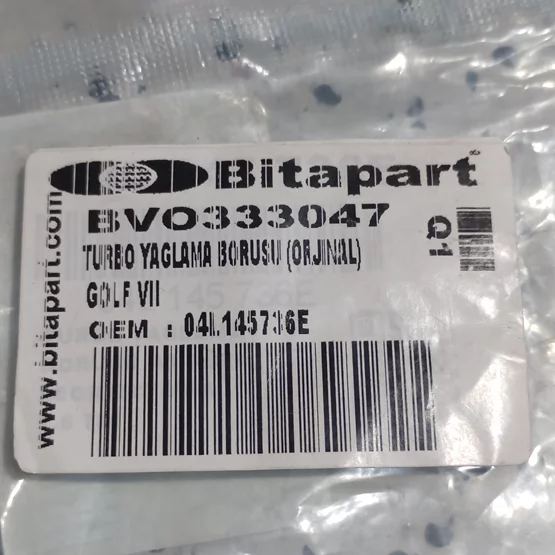 Bitapart®
BVO333047
TURBO YAGLAMA BORUSU (ORJINAL)
GOLF VII
OEM : 04L145736E
www.bitapart.com
Q1